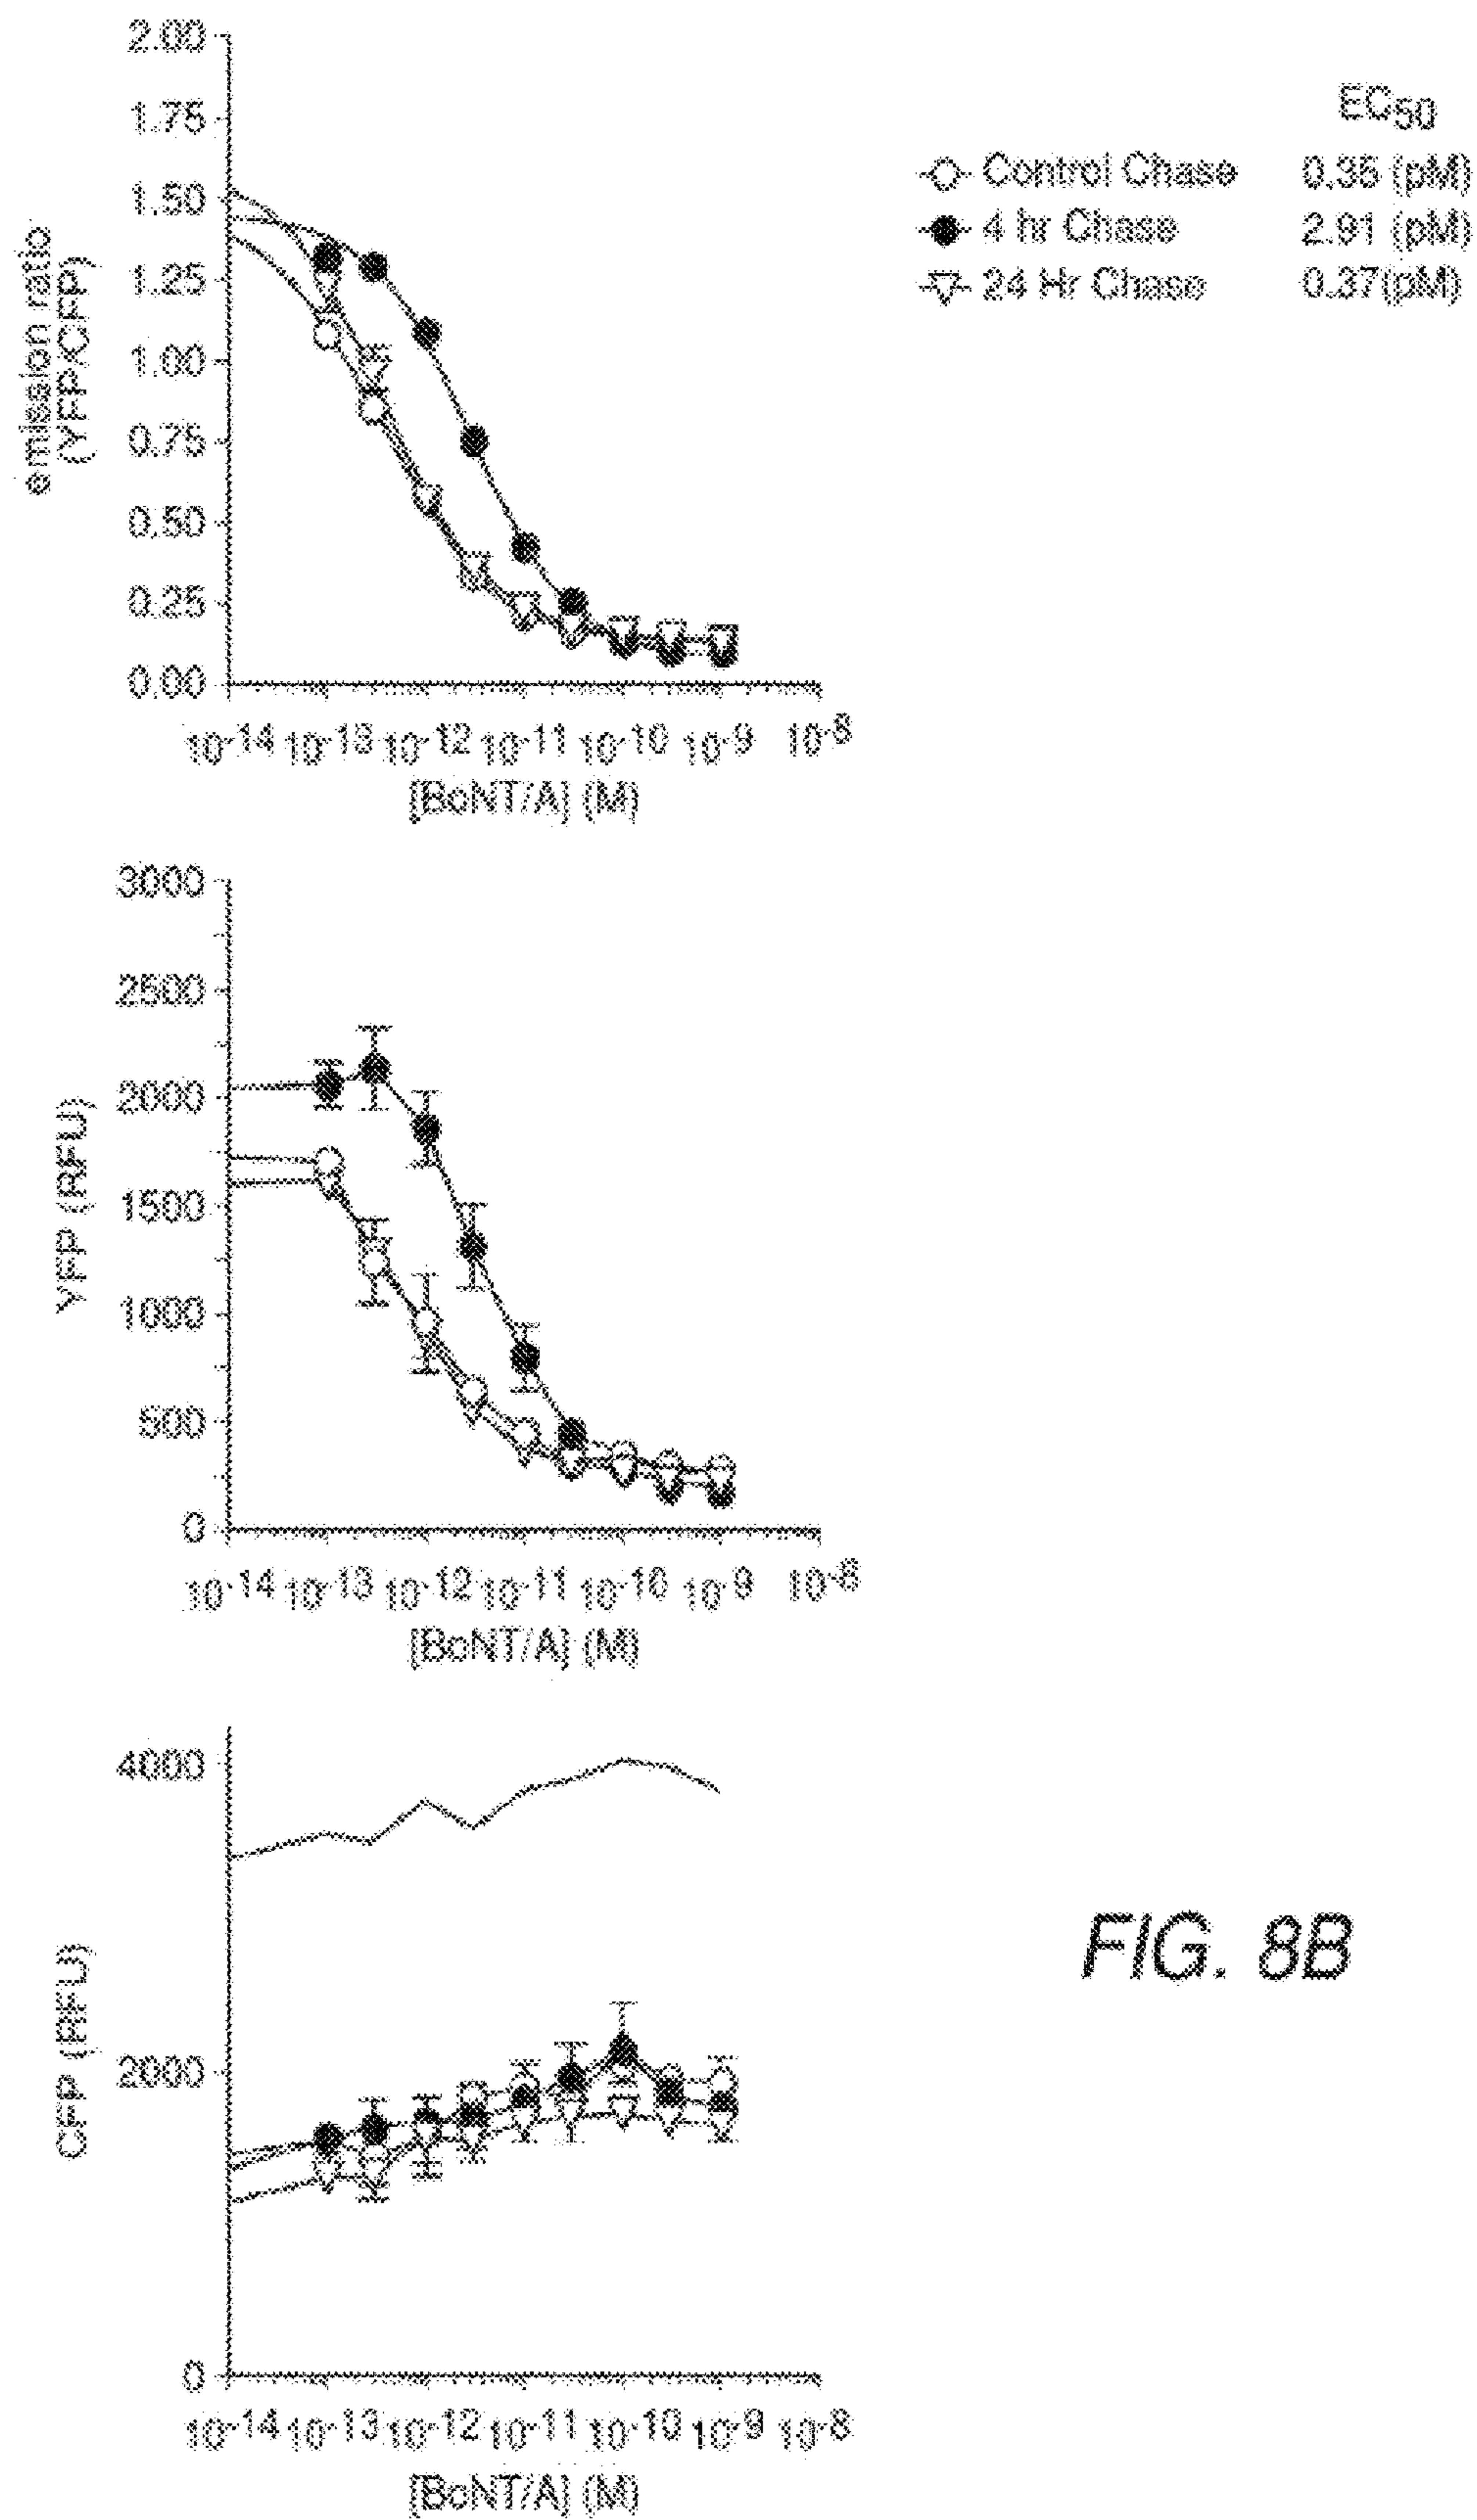 2.00
1.75
1.50
1.25
1.00
0.75
0.50
0.25
0.00
emission ratio
(YFP/CFP)
10-14 10-13 10-12 10-11 10-10 10-9 10-8
[BoNT/A] (M)
EC50
Control Chase 0.35 (pM)
4 hr Chase 2.91 (pM)
24 Hr Chase 0.37(pM)
3000
2500
2000
1500
1000
500
0
YFP (RFU)
10-14 10-13 10-12 10-11 10-10 10-9 10-8
[BoNT/A] (M)
4000
2000
0
CFP (RFU)
10-14 10-13 10-12 10-11 10-10 10-9 10-8
[BoNT/A] (M)
FIG. 8B